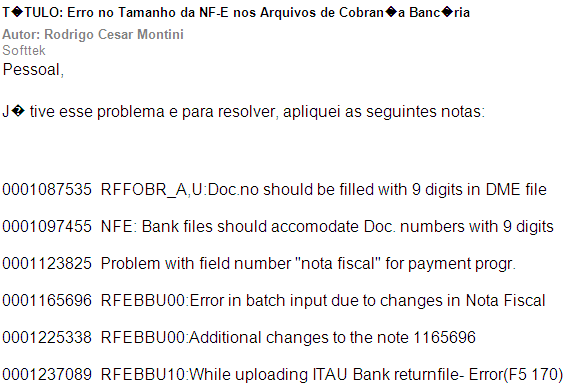 T�TULO: Erro no Tamanho da NF-E nos Arquivos de Cobran�a Banc�ria
Autor: Rodrigo Cesar Montini
Softtek
Pessoal,
J� tive esse problema e para resolver, apliquei as seguintes notas:
0001087535 RFFOBR_A,U:Doc.no should be filled with 9 digits in DME file
0001097455 NFE: Bank files should accomodate Doc. numbers with 9 digits
0001123825 Problem with field number "nota fiscal" for payment progr.
0001165696 RFEBBU00:Error in batch input due to changes in Nota Fiscal
0001225338 RFEBBU00:Additional changes to the note 1165696
0001237089 RFEBBU10:While uploading ITAU Bank returnfile- Error(F5 170)